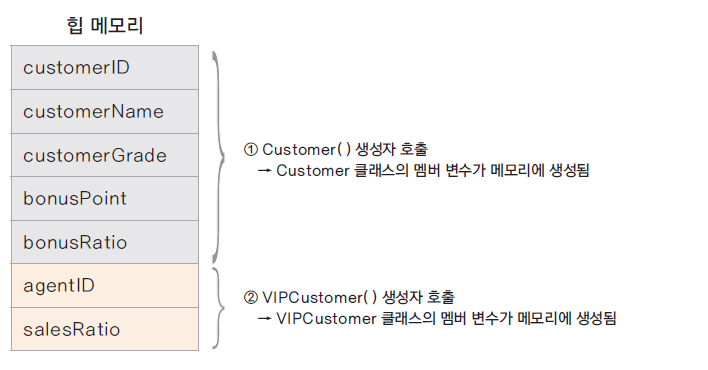 힙 메모리
customerID
customerName
customerGrade
bonusPoint
bonusRatio
agentID
salesRatio
① Customer( ) 생성자 호출
→ Customer 클래스의 멤버 변수가 메모리에 생성됨
② VIPCustomer( ) 생성자 호출
→ VIPCustomer 클래스의 멤버 변수가 메모리에 생성됨